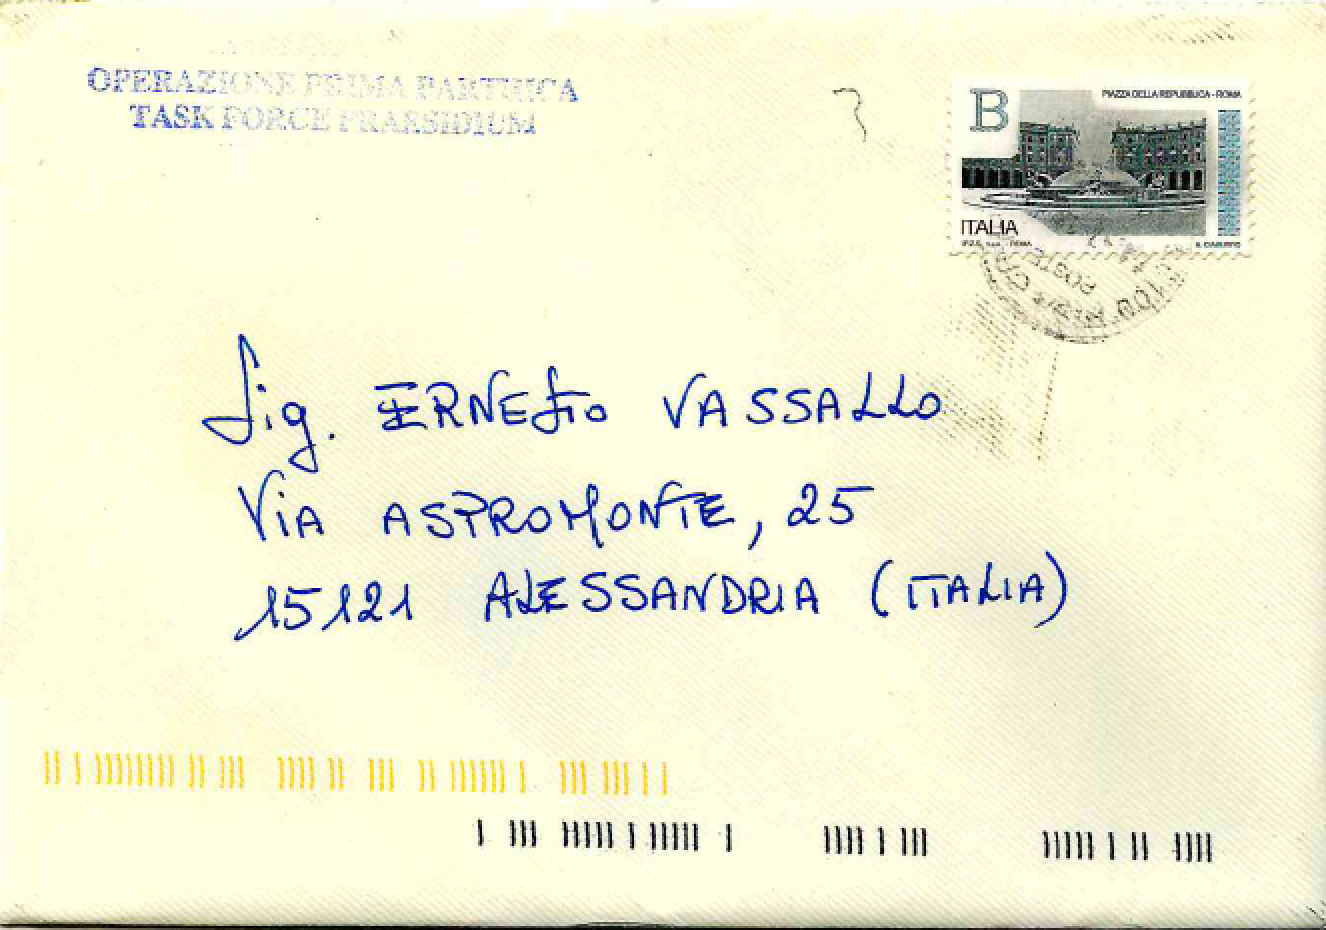 OPERAZIONE PRIMA PARTHICA
TASK FORCE PRAESIDIUM
B
PIAZZA DELLA REPUBBLICA - ROMA
ITALIA
POSTE
Sig. ERNESTO VASSALLO
VIA ASPROMONTE, 25
15121 ALESSANDRIA (ITALIA)